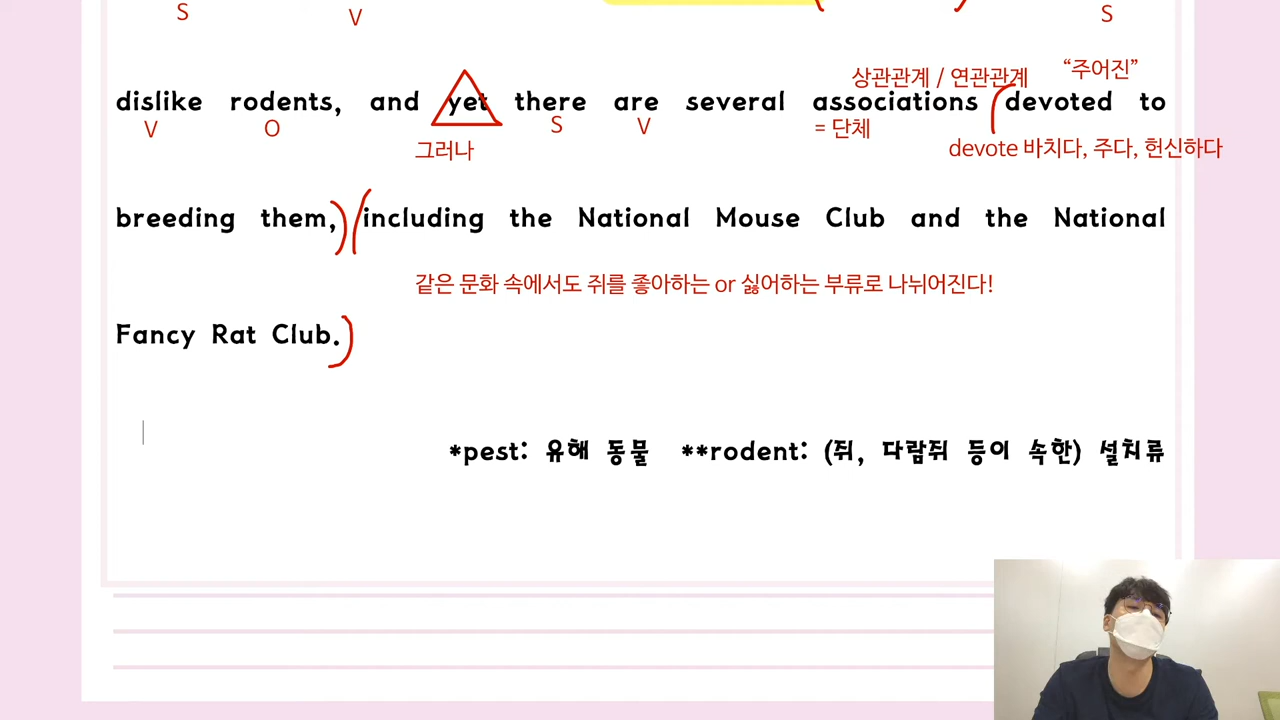 S V S
상관관계 / 연관관계 “주어진”
dislike rodents, and yet there are several associations devoted to
V O S V = 단체
그러나 devote 바치다, 주다, 헌신하다
breeding them, including the National Mouse Club and the National
같은 문화 속에서도 쥐를 좋아하는 or 싫어하는 부류로 나뉘어진다!
Fancy Rat Club.
*pest: 유해 동물 **rodent: (쥐, 다람쥐 등이 속한) 설치류